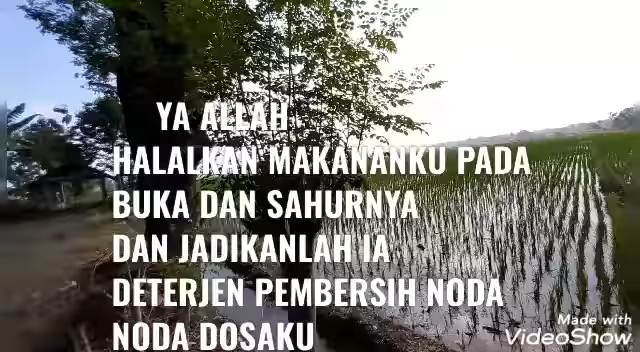 YA ALLAH
HALALKAN MAKANANKU PADA
BUKA DAN SAHURNYA
DAN JADIKANLAH IA
DETERJEN PEMBERSIH NODA
NODA DOSAKU
Made with
VideoShow